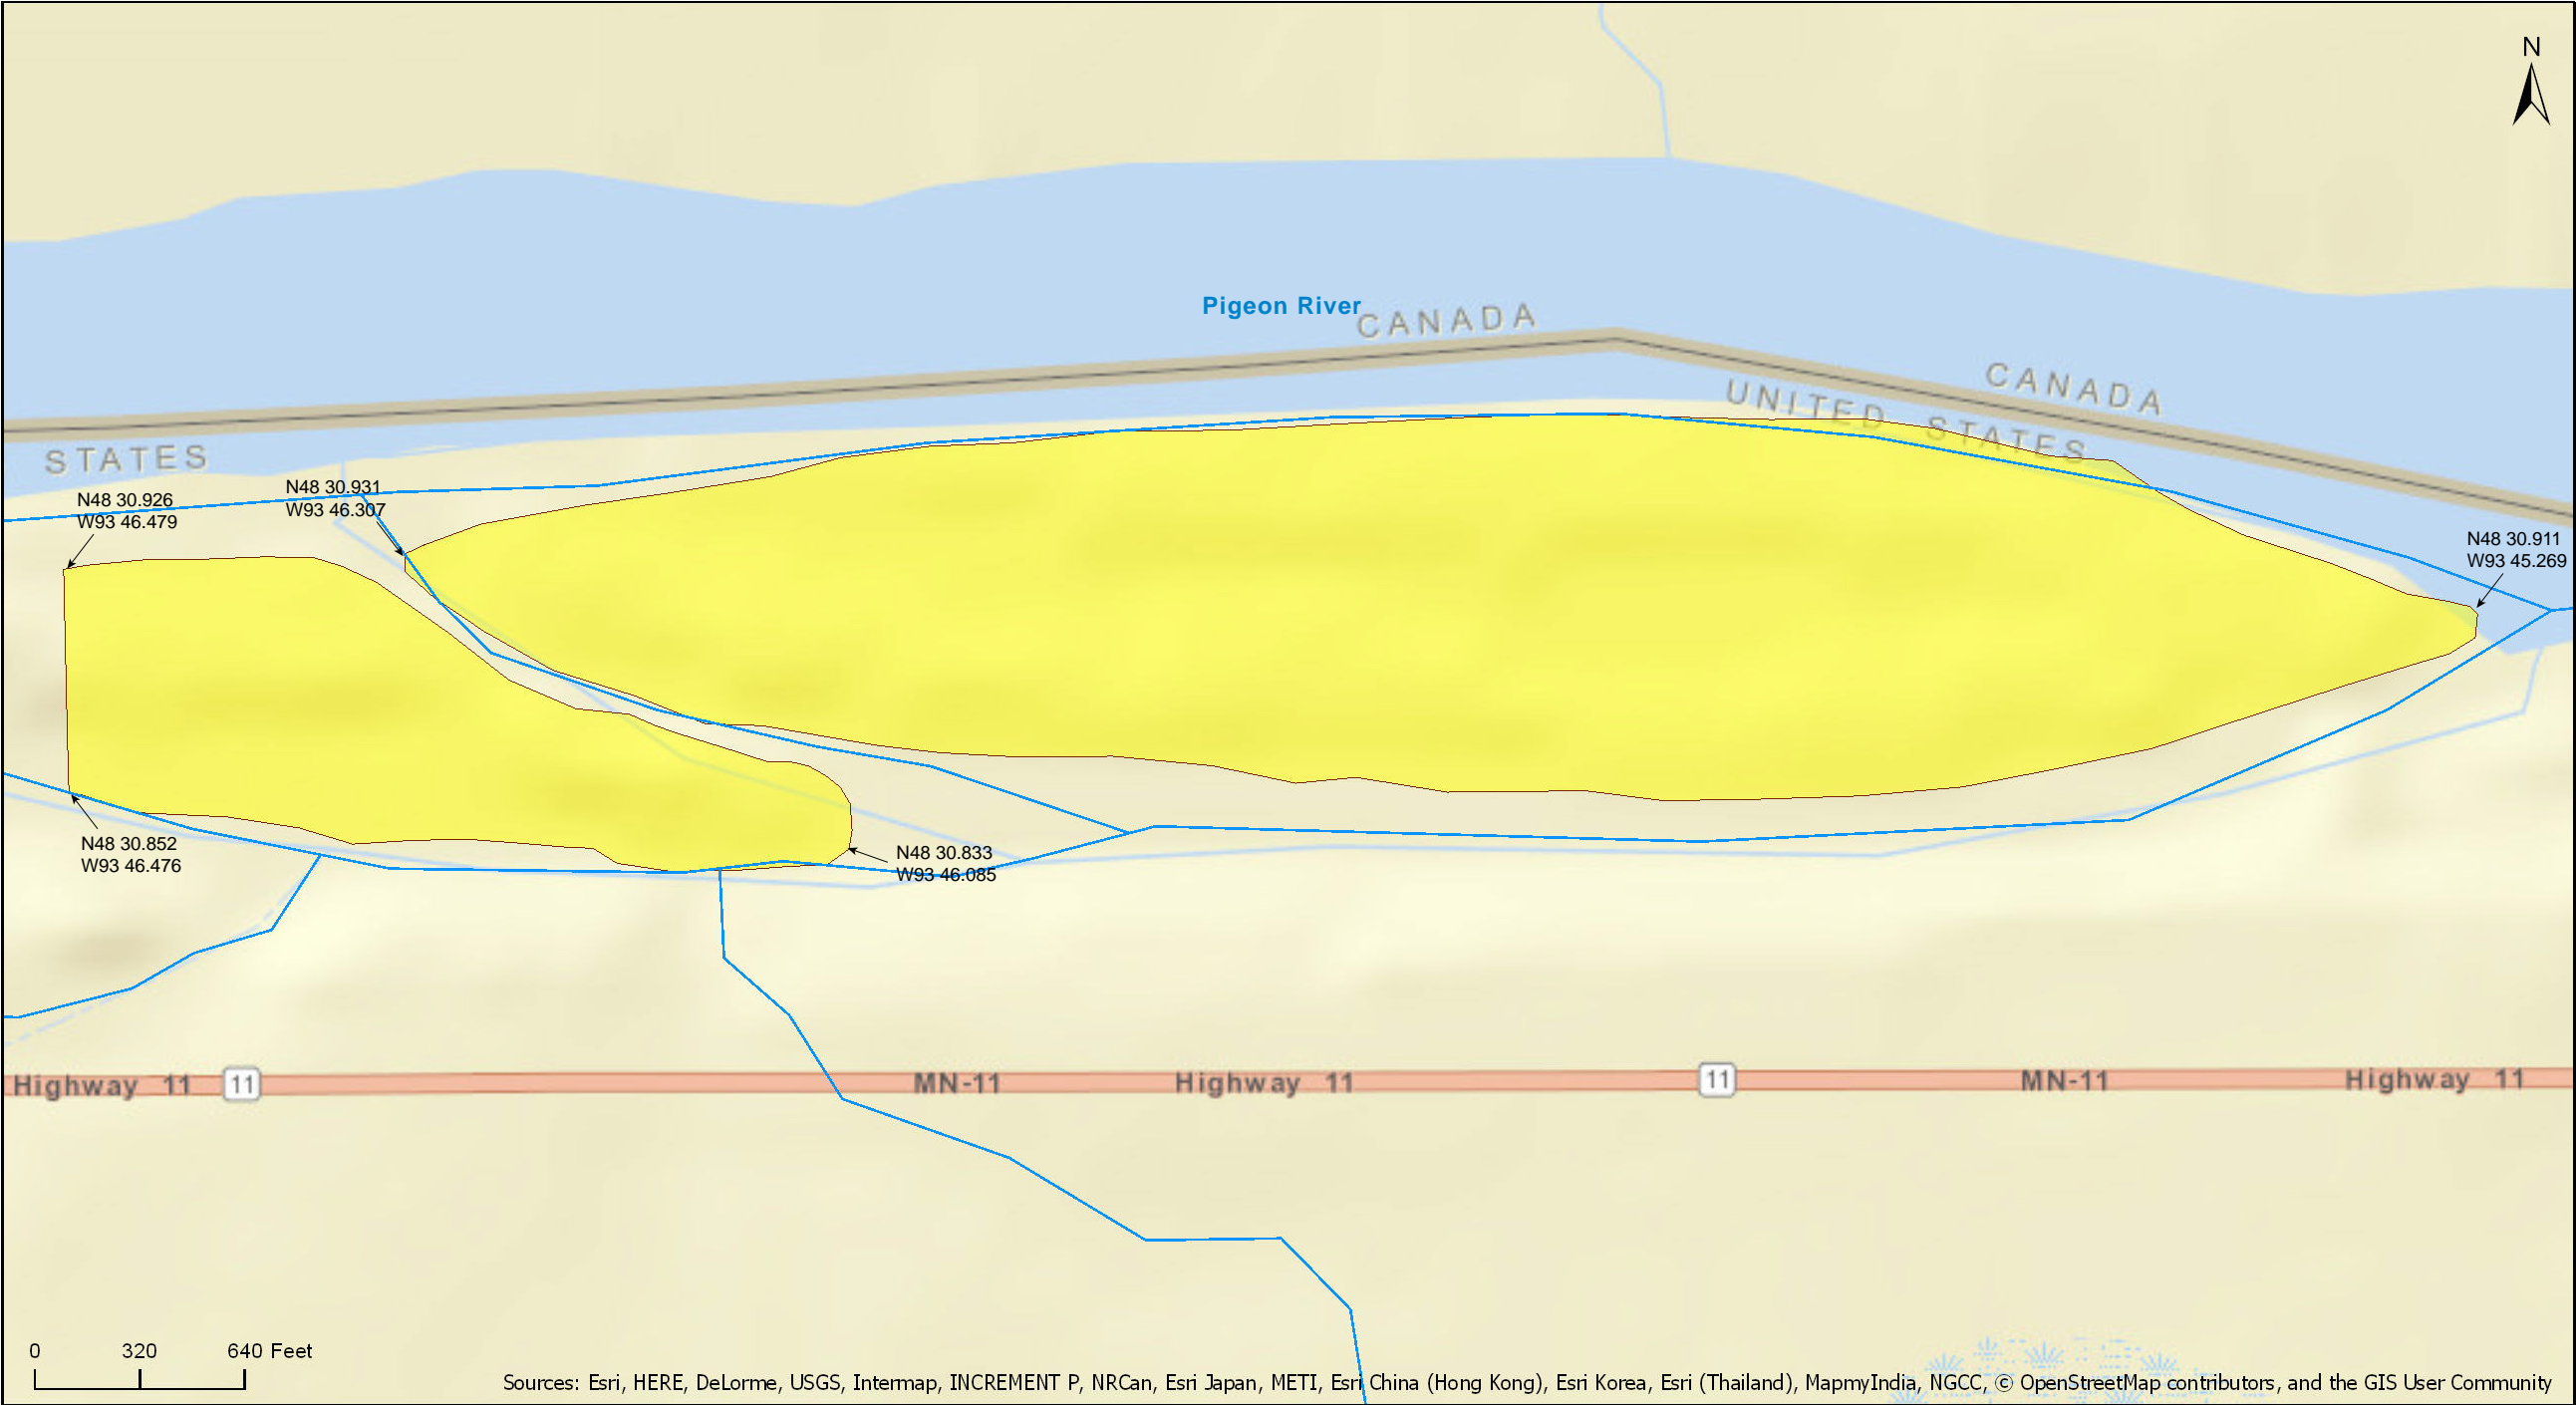 N
Pigeon River
CANADA
CANADA
UNITED STATES
STATES
N48 30.926
W93 46.479
N48 30.931
W93 46.307
N48 30.911
W93 45.269
N48 30.852
W93 46.476
N48 30.833
W93 46.085
Highway 11
11
MN-11
Highway 11
11
MN-11
Highway 11
0 320 640 Feet
Sources: Esri, HERE, DeLorme, USGS, Intermap, INCREMENT P, NRCan, Esri Japan, METI, Esri China (Hong Kong), Esri Korea, Esri (Thailand), MapmyIndia, NGCC, © OpenStreetMap contributors, and the GIS User Community